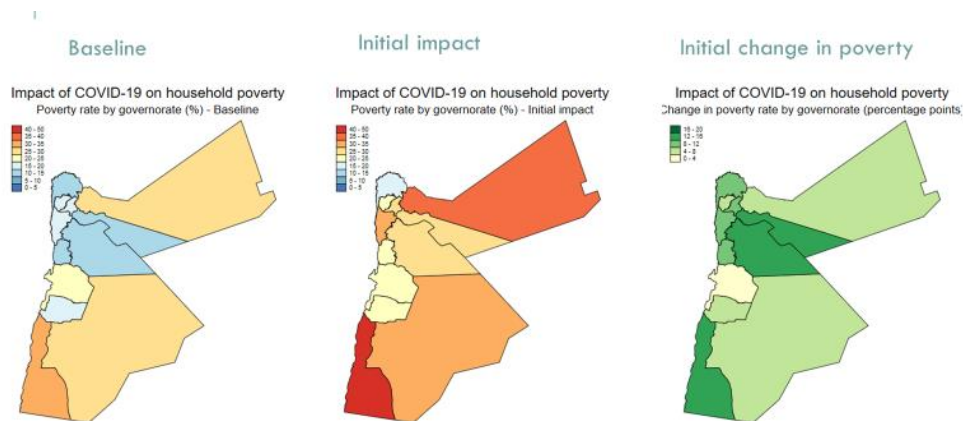 Baseline
Impact of COVID-19 on household poverty
Poverty rate by governorate (%) - Baseline
40 - 50
35 - 40
30 - 35
25 - 30
20 - 25
15 - 20
10 - 15
5 - 10
0 - 5
Initial impact
Impact of COVID-19 on household poverty
Poverty rate by governorate (%) - Initial impact
40 - 50
35 - 40
30 - 35
25 - 30
20 - 25
15 - 20
10 - 15
5 - 10
0 - 5
Initial change in poverty
Impact of COVID-19 on household poverty
Change in poverty rate by governorate (percentage points)
16 - 20
12 - 16
8 - 12
4 - 8
0 - 4